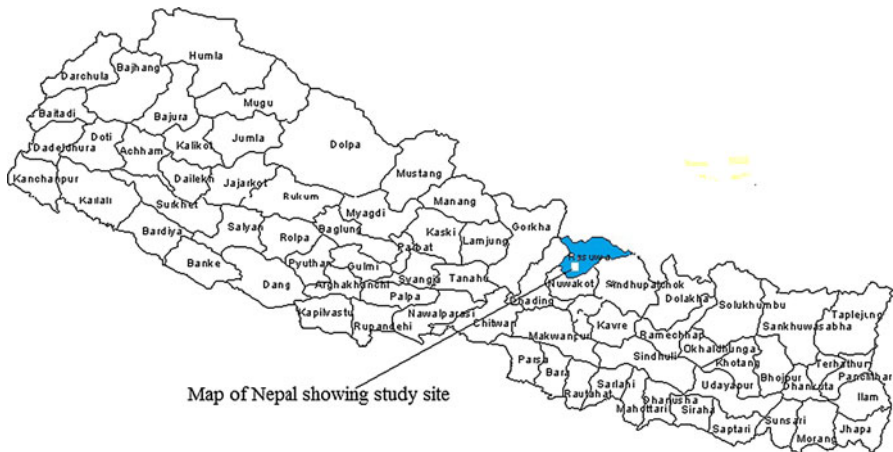 Humla
Darchula
Bajhang
Mugu
Baitadi
Bajura
Dadeldhura
Doti
Achham
Kalikot
Jumla
Dolpa
Mustang
Kanchanpur
Kailali
Dailekh
Jajarkot
Rukum
Manang
Surkhet
Myagdi
Gorkha
Bardiya
Salyan
Rolpa
Baglung
Kaski
Lamjung
Parbat
Rasuwa
Banke
Pyuthan
Gulmi
Syangja
Tanahu
Nuwakot
Sindhupalchok
Dang
Arghakhanchi
Palpa
Dhading
Dolakha
Solukhumbu
Taplejung
Kapilvastu
Rupandehi
Nawalparasi
Chitwan
Makwanpur
Kavre
Ramechhap
Sankhuwasabha
Okhaldhunga
Sindhuli
Khotang
Terhathum
Parsa
Bara
Bhojpur
Panchthar
Dhankuta
Rautahat
Sarlahi
Udayapur
Ilam
Mahottari
Dhanusha
Siraha
Saptari
Sunsari
Morang
Jhapa
Map of Nepal showing study site